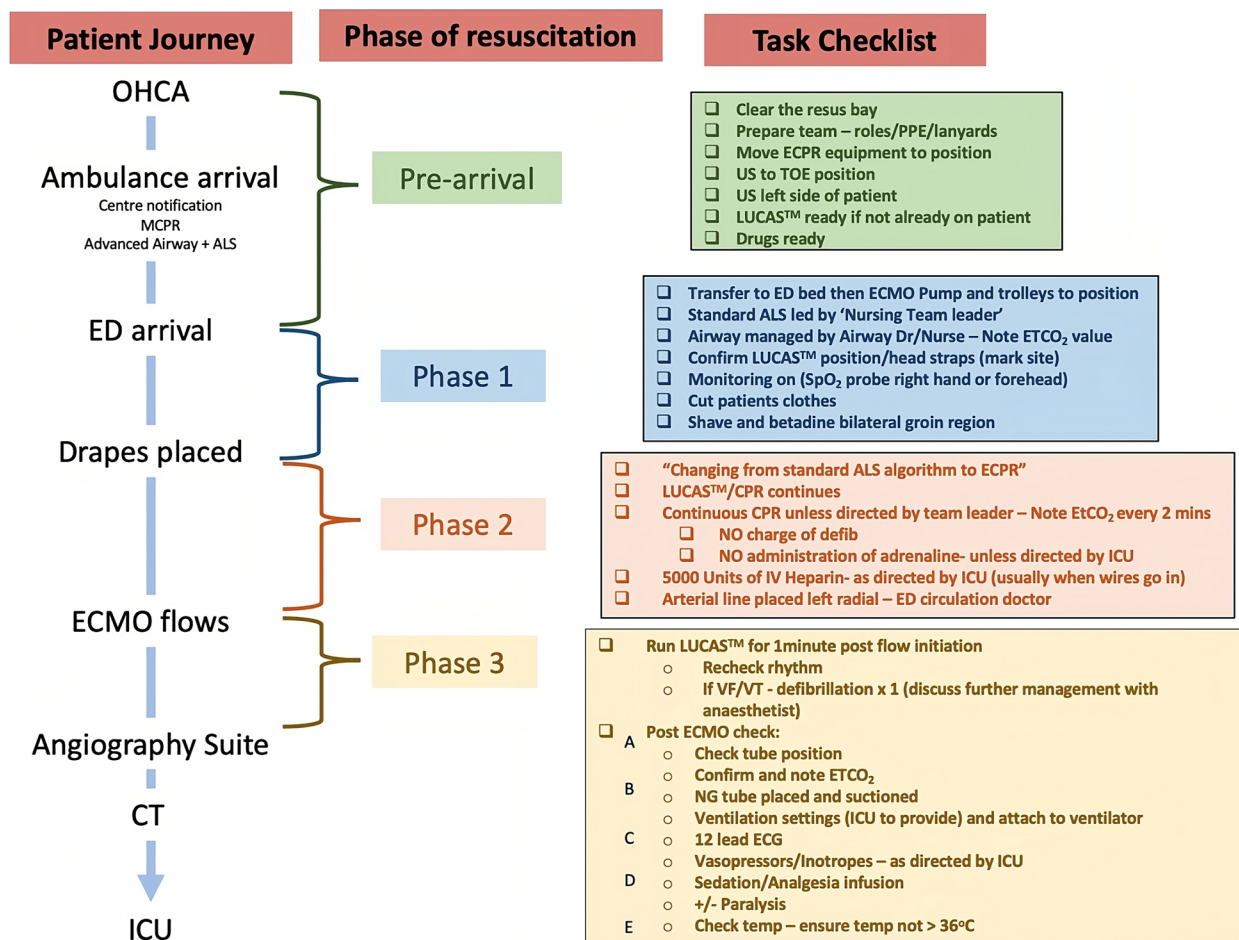 Patient Journey
Phase of resuscitation
Task Checklist
OHCA
Ambulance arrival
Centre notification
MCPR
Advanced Airway + ALS
ED arrival
Drapes placed
ECMO flows
Angiography Suite
CT
ICU
Pre-arrival
Phase 1
Phase 2
Phase 3
Clear the resus bay
Prepare team – roles/PPE/lanyards
Move ECPR equipment to position
US to TOE position
US left side of patient
LUCAS™ ready if not already on patient
Drugs ready
Transfer to ED bed then ECMO Pump and trolleys to position
Standard ALS led by ‘Nursing Team leader’
Airway managed by Airway Dr/Nurse – Note ETCO₂ value
Confirm LUCAS™ position/head straps (mark site)
Monitoring on (SpO₂ probe right hand or forehead)
Cut patients clothes
Shave and betadine bilateral groin region
“Changing from standard ALS algorithm to ECPR”
LUCAS™/CPR continues
Continuous CPR unless directed by team leader – Note EtCO₂ every 2 mins
NO charge of defib
NO administration of adrenaline- unless directed by ICU
5000 Units of IV Heparin- as directed by ICU (usually when wires go in)
Arterial line placed left radial – ED circulation doctor
Run LUCAS™ for 1minute post flow initiation
Recheck rhythm
If VF/VT - defibrillation x 1 (discuss further management with
anaesthetist)
Post ECMO check:
A
Check tube position
Confirm and note ETCO₂
B
NG tube placed and suctioned
Ventilation settings (ICU to provide) and attach to ventilator
C
12 lead ECG
Vasopressors/Inotropes – as directed by ICU
D
Sedation/Analgesia infusion
+/- Paralysis
E
Check temp – ensure temp not > 36ºC